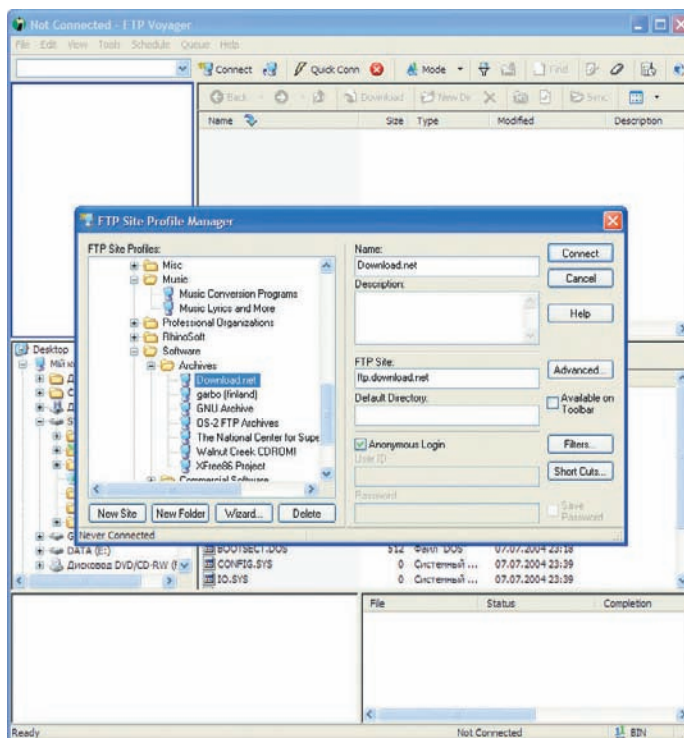 Not Connected - FTP Voyager
File Edit View Tools Schedule Queue Help
Connect Quick Conn Mode Find
Back Download New Dir Sync
Name Size Type Modified Description
FTP Site Profile Manager
FTP Site Profiles:
Misc
Music
Music Conversion Programs
Music Lyrics and More
Professional Organizations
RhinoSoft
Software
Archives
Download.net
garbo (finland)
GNU Archive
OS-2 FTP Archives
The National Center for Supe
Walnut Creek CDROM!
XFree86 Project
Commercial Software
New Site New Folder Wizard... Delete
Never Connected
Name:
Download.net
Description:
FTP Site:
ftp.download.net
Default Directory:
Anonymous Login
User ID
Password
Connect
Cancel
Help
Advanced...
Available on
Toolbar
Filters...
Short Cuts...
Save
Password
Desktop
DATA (E:)
Дисковод DVD/CD-RW (
BOOTSECT.DOS 512 Файл "DOS" 07.07.2004 23:18
CONFIG.SYS 0 Системный ... 07.07.2004 23:39
IO.SYS 0 Системный ... 07.07.2004 23:39
File Status Completion
Ready Not Connected BIN